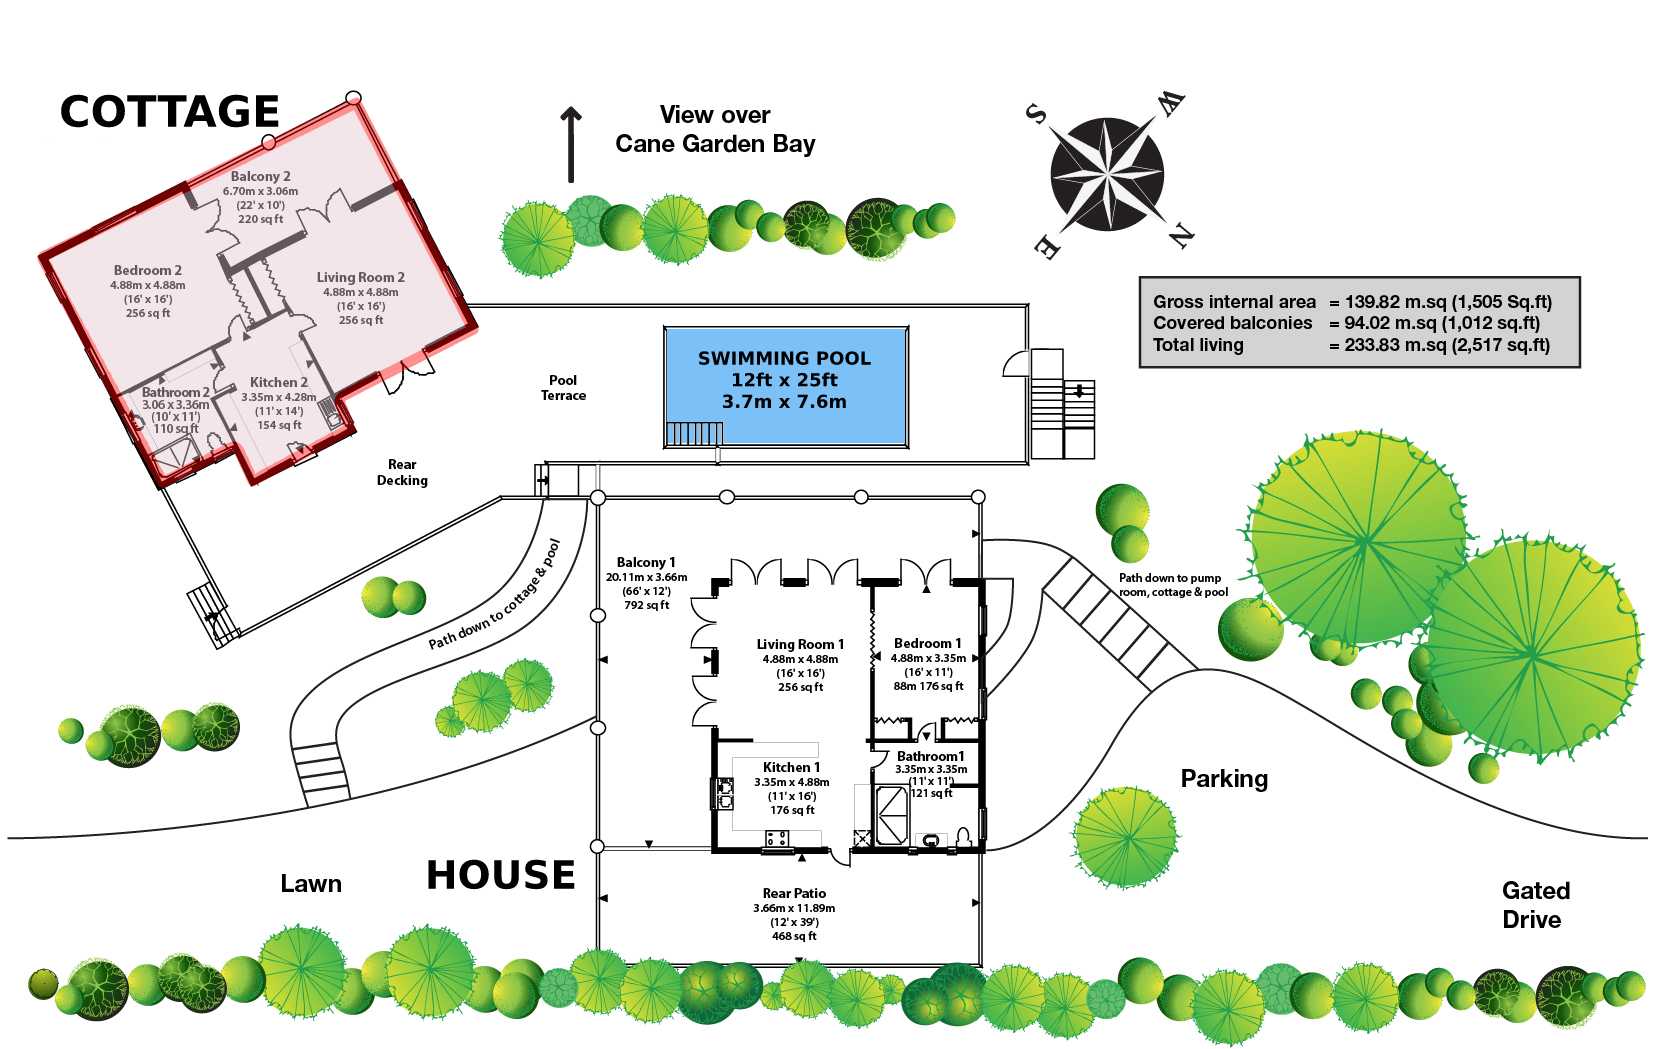 COTTAGE
View over
Cane Garden Bay
S
W
E
N
Balcony 2
6.70m x 3.06m
(22' x 10')
220 sq ft
Bedroom 2
4.88m x 4.88m
(16' x 16')
256 sq ft
Living Room 2
4.88m x 4.88m
(16' x 16')
256 sq ft
Bathroom 2
3.06 x 3.36m
(10' x 11')
110 sq ft
Kitchen 2
3.35m x 4.28m
(11' x 14')
154 sq ft
Gross internal area = 139.82 m.sq (1,505 Sq.ft)
Covered balconies = 94.02 m.sq (1,012 sq.ft)
Total living = 233.83 m.sq (2,517 sq.ft)
SWIMMING POOL
12ft x 25ft
3.7m x 7.6m
Pool
Terrace
Rear
Decking
Path down to cottage & pool
Balcony 1
20.11m x 3.66m
(66' x 12')
792 sq ft
Living Room 1
4.88m x 4.88m
(16' x 16')
256 sq ft
Bedroom 1
4.88m x 3.35m
(16' x 11')
88m 176 sq ft
Path down to pump
room, cottage & pool
Kitchen 1
3.35m x 4.88m
(11' x 16')
176 sq ft
Bathroom1
3.35m x 3.35m
(11' x 11')
121 sq ft
Parking
HOUSE
Lawn
Rear Patio
3.66m x 11.89m
(12' x 39')
468 sq ft
Gated
Drive